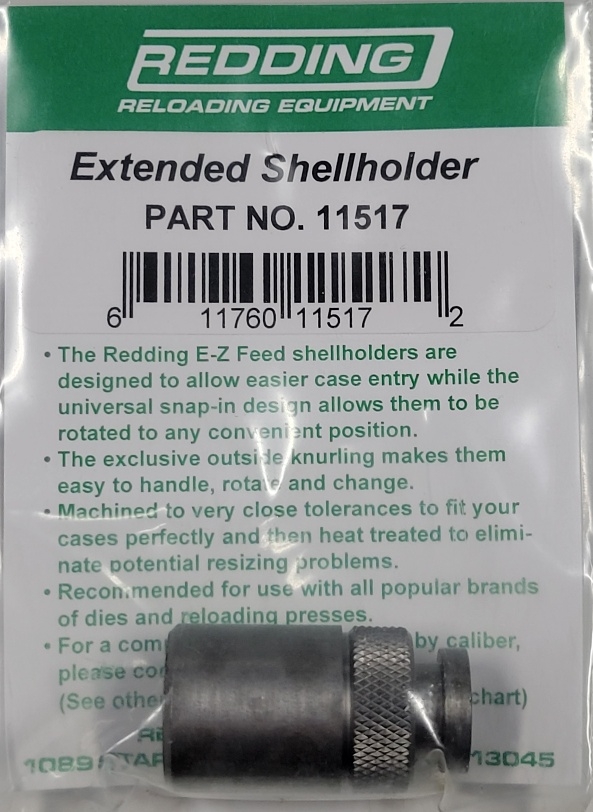 REDDING
RELOADING EQUIPMENT
Extended Shellholder
PART NO. 11517
6 11760 11517 2
• The Redding E-Z Feed shellholders are
designed to allow easier case entry while the
universal snap-in design allows them to be
rotated to any convenient position.
• The exclusive outside knurling makes them
easy to handle, rotate and change.
• Machined to very close tolerances to fit your
cases perfectly and then heat treated to elimi-
nate potential resizing problems.
• Recommended for use with all popular brands
of dies and reloading presses.
• For a by caliber,
please
(See chart)
1089 13045